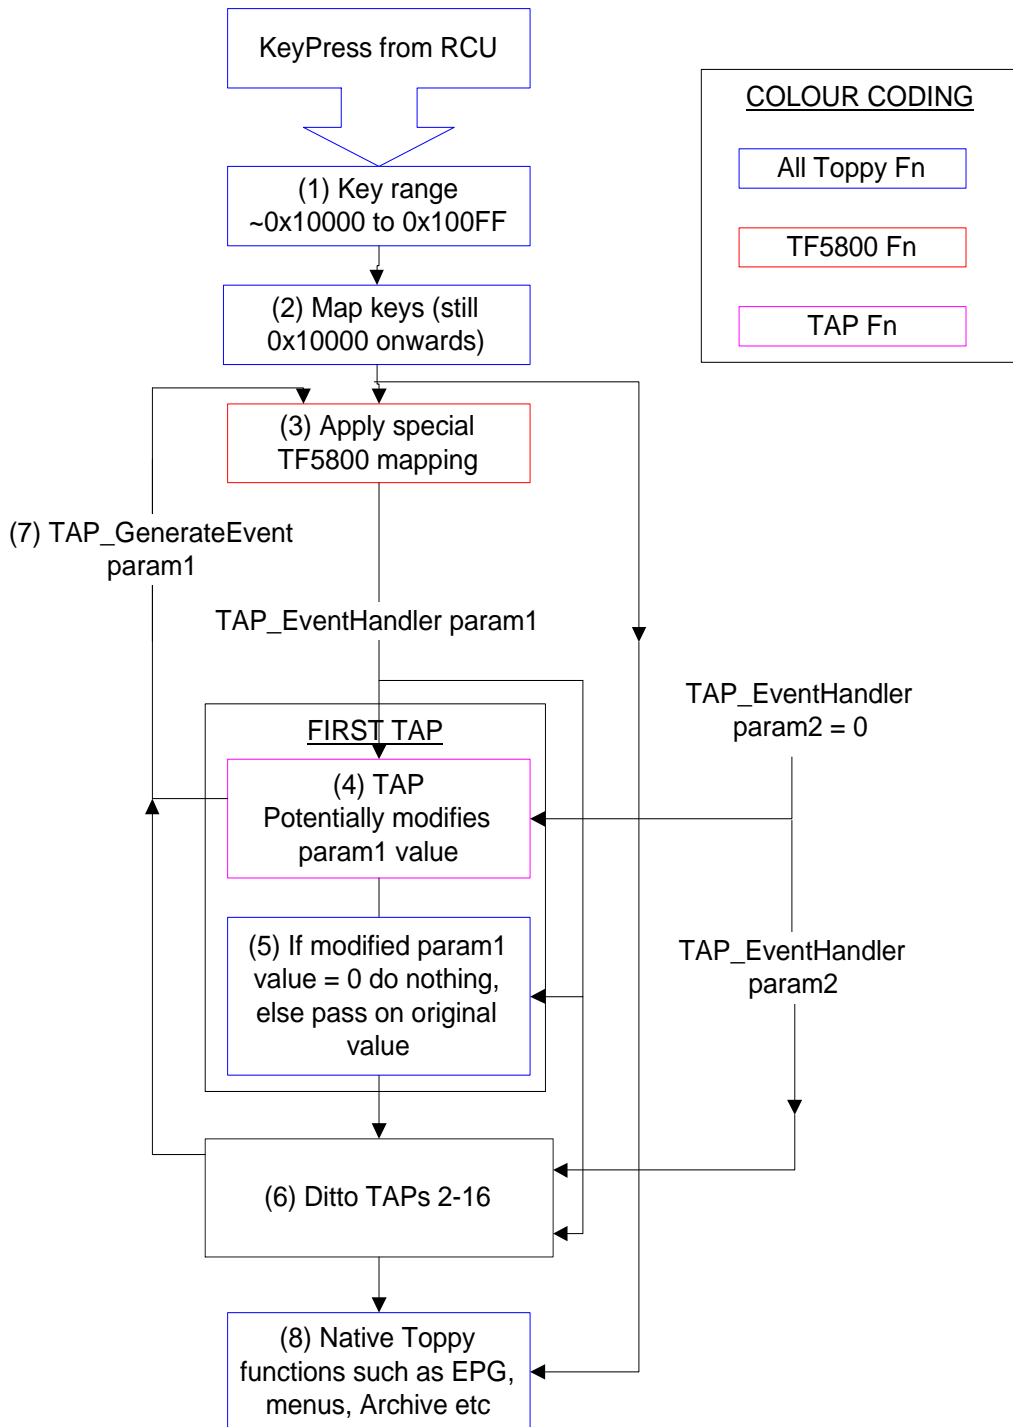 KeyPress from RCU
COLOUR CODING
All Toppy Fn
TF5800 Fn
TAP Fn
(1) Key range
~0x10000 to 0x100FF
(2) Map keys (still
0x10000 onwards)
(3) Apply special
TF5800 mapping
(7) TAP_GenerateEvent
param1
TAP_EventHandler param1
TAP_EventHandler
param2 = 0
FIRST TAP
(4) TAP
Potentially modifies
param1 value
(5) If modified param1
value = 0 do nothing,
else pass on original
value
TAP_EventHandler
param2
(6) Ditto TAPs 2-16
(8) Native Toppy
functions such as EPG,
menus, Archive etc